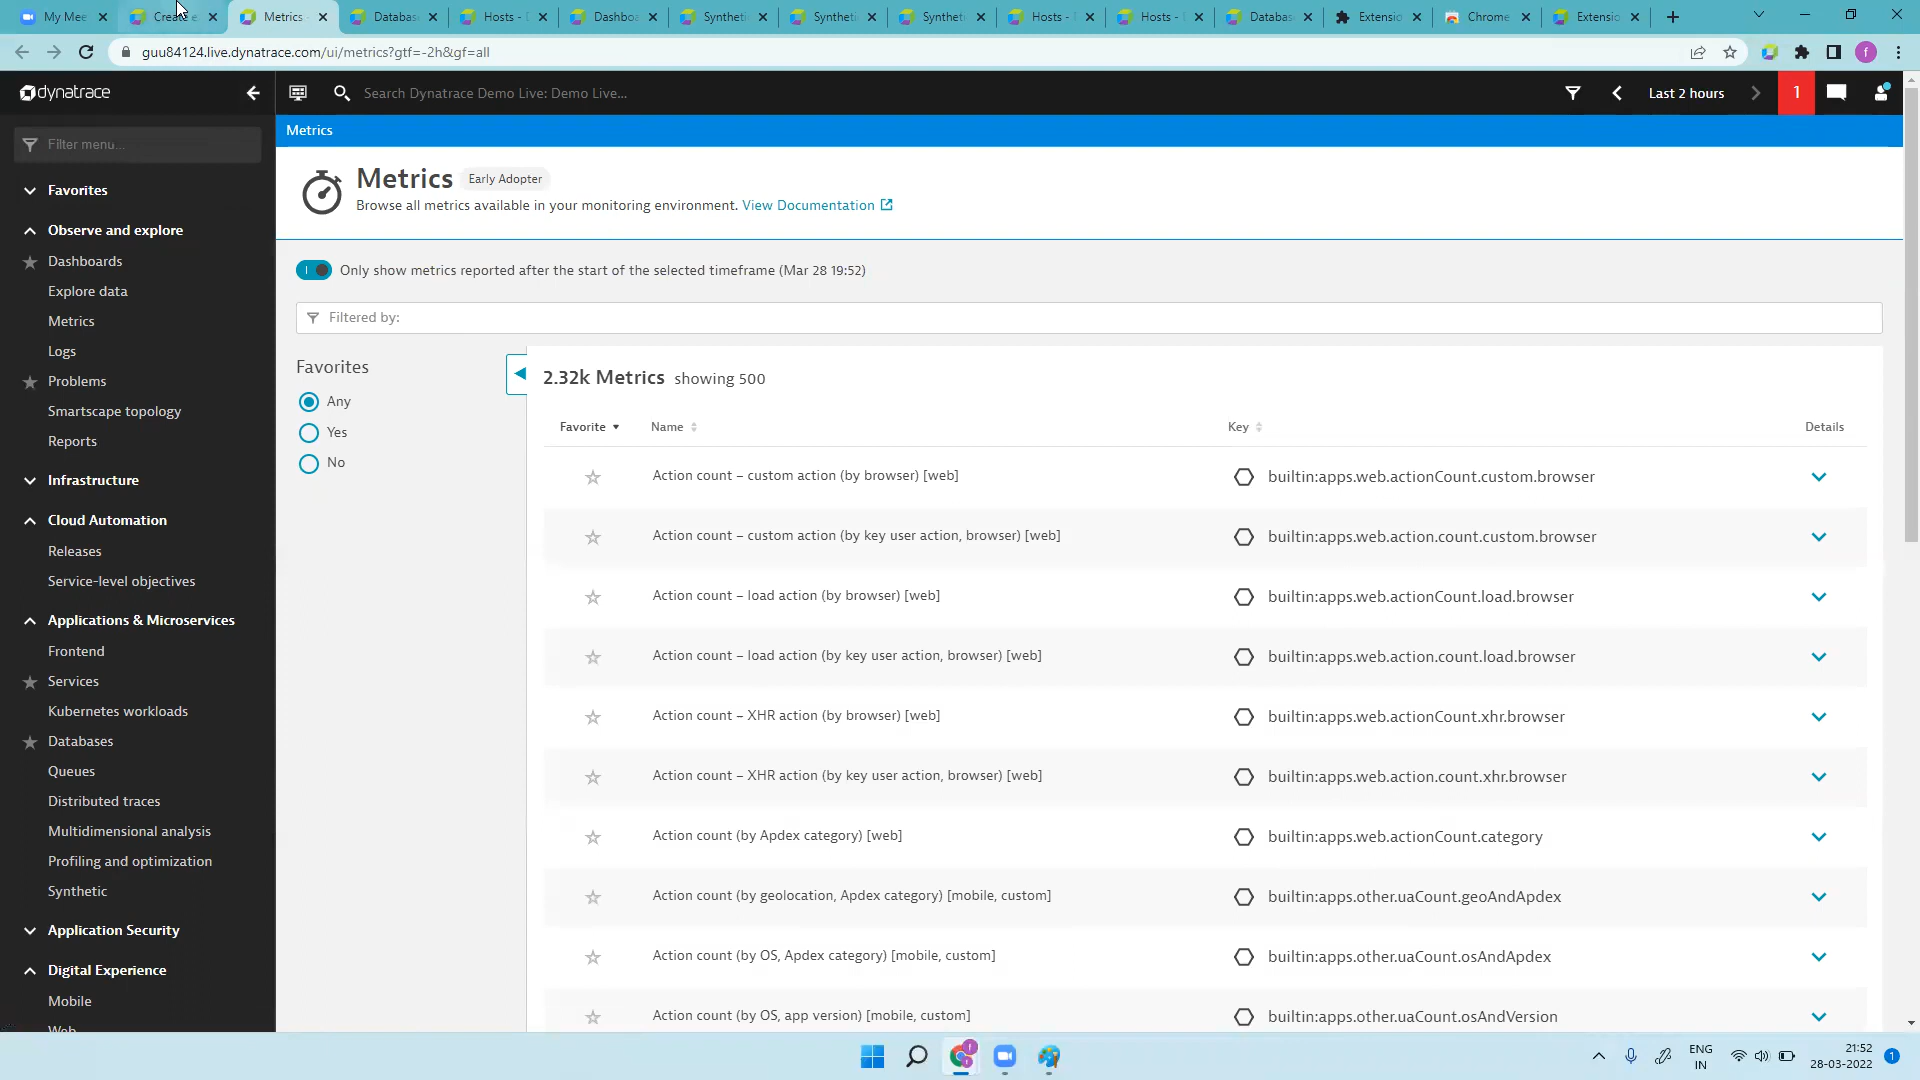 My Mee
Create
Metrics -
Databas
Hosts - D
Dashboa
Syntheti
Syntheti
Syntheti
Hosts -
Hosts -
Databas
Extensio
Chrome
Extensio
guu84124.live.dynatrace.com/ui/metrics?gtf=-2h&gf=all
f
dynatrace
Search Dynatrace Demo Live: Demo Live...
Last 2 hours
1
Filter menu...
Metrics
Favorites
Observe and explore
Dashboards
Explore data
Metrics
Logs
Problems
Smartscape topology
Reports
Infrastructure
Cloud Automation
Releases
Service-level objectives
Applications & Microservices
Frontend
Services
Kubernetes workloads
Databases
Queues
Distributed traces
Multidimensional analysis
Profiling and optimization
Synthetic
Application Security
Digital Experience
Mobile
Web
Metrics
Early Adopter
Browse all metrics available in your monitoring environment. View Documentation
Only show metrics reported after the start of the selected timeframe (Mar 28 19:52)
Filtered by:
Favorites
Any
Yes
No
2.32k Metrics showing 500
Favorite Name Key Details
Action count – custom action (by browser) [web] builtin:apps.web.actionCount.custom.browser
Action count – custom action (by key user action, browser) [web] builtin:apps.web.action.count.custom.browser
Action count – load action (by browser) [web] builtin:apps.web.actionCount.load.browser
Action count – load action (by key user action, browser) [web] builtin:apps.web.action.count.load.browser
Action count – XHR action (by browser) [web] builtin:apps.web.actionCount.xhr.browser
Action count – XHR action (by key user action, browser) [web] builtin:apps.web.action.count.xhr.browser
Action count (by Apdex category) [web] builtin:apps.web.actionCount.category
Action count (by geolocation, Apdex category) [mobile, custom] builtin:apps.other.uaCount.geoAndApdex
Action count (by OS, Apdex category) [mobile, custom] builtin:apps.other.uaCount.osAndApdex
Action count (by OS, app version) [mobile, custom] builtin:apps.other.uaCount.osAndVersion
ENG
IN
21:52
28-03-2022
1